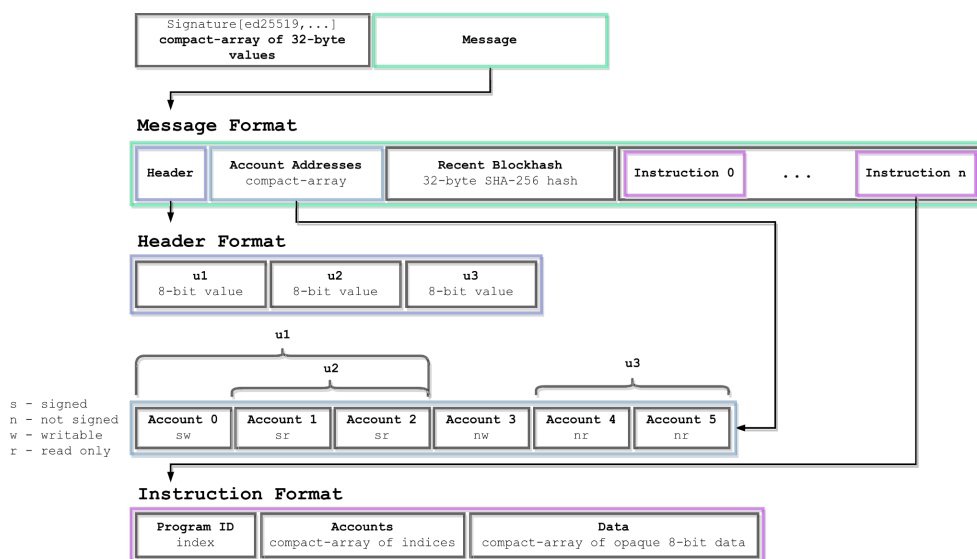 Signature[ed25519,...]
compact-array of 32-byte
values
Message
Message Format
Header
Account Addresses
compact-array
Recent Blockhash
32-byte SHA-256 hash
Instruction 0
...
Instruction n
Header Format
u1
8-bit value
u2
8-bit value
u3
8-bit value
u1
u2
u3
s - signed
n - not signed
w - writable
r - read only
Account 0
sw
Account 1
sr
Account 2
sr
Account 3
nw
Account 4
nr
Account 5
nr
Instruction Format
Program ID
index
Accounts
compact-array of indices
Data
compact-array of opaque 8-bit data